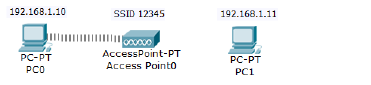 192.168.1.10
SSID 12345
192.168.1.11
PC-PT
PC0
AccessPoint-PT
Access Point0
PC-PT
PC1